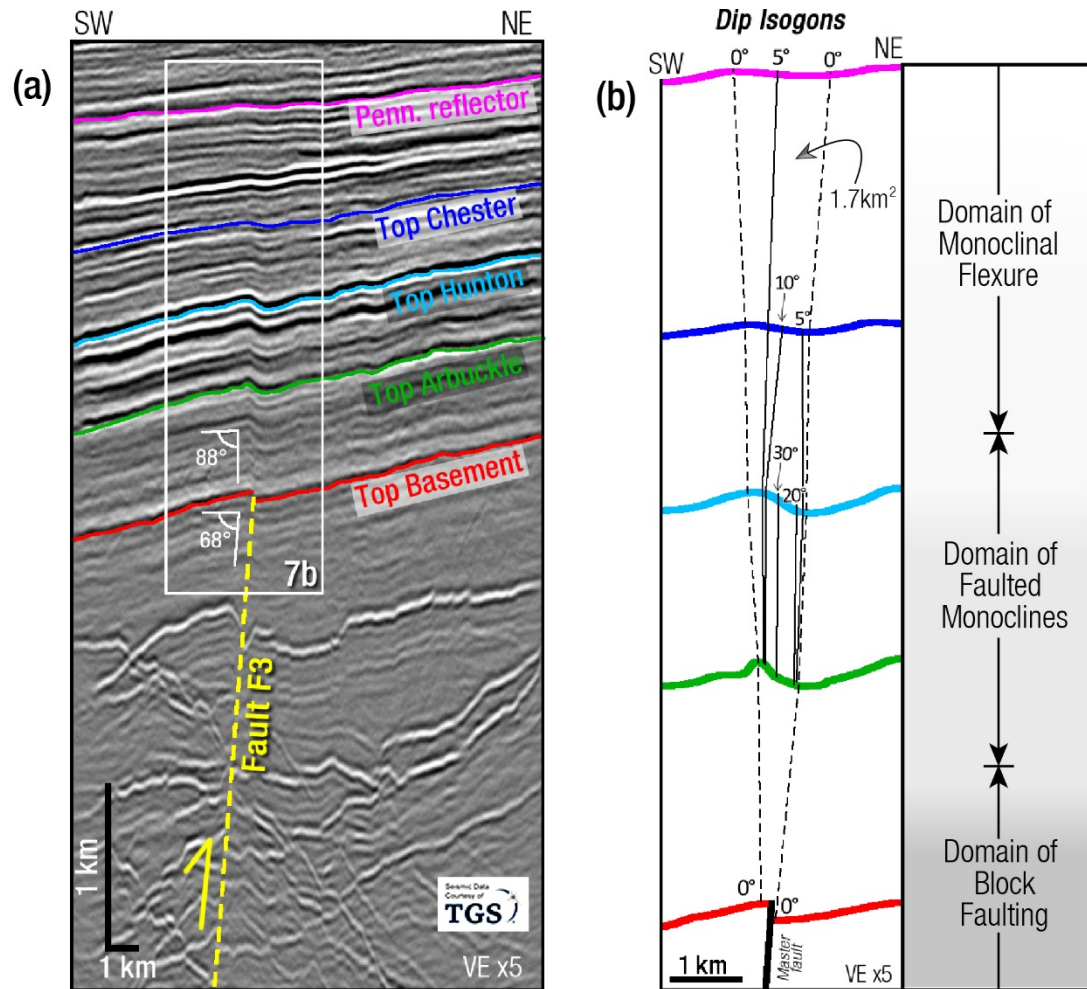 SW
NE
(a)
Penn. reflector
Top Chester
Top Hunton
Top Arbuckle
88°
Top Basement
68°
7b
Fault F3
1 km
1 km
Seismic Data
Courtesy of
TGS
VE x5
Dip Isogons
0°
5°
0°
SW
NE
(b)
1.7km²
10°
5°
30°
20°
0°
0°
Master
fault
1 km
VE x5
Domain of
Monoclinal
Flexure
Domain of
Faulted
Monoclines
Domain of
Block
Faulting